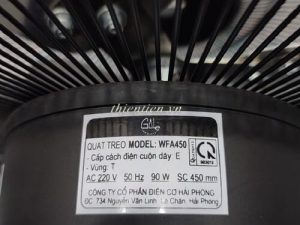 thientien.vn
QUẠT TREO MODEL: WFA450
- Cấp cách điện cuộn dây E
- Vùng: T
AC 220 V 50 Hz 90 W SC 450 mm
CÔNG TY CỔ PHẦN ĐIỆN CƠ HẢI PHÒNG
ĐC: 734 Nguyễn Văn Linh, Lê Chân, Hải Phòng